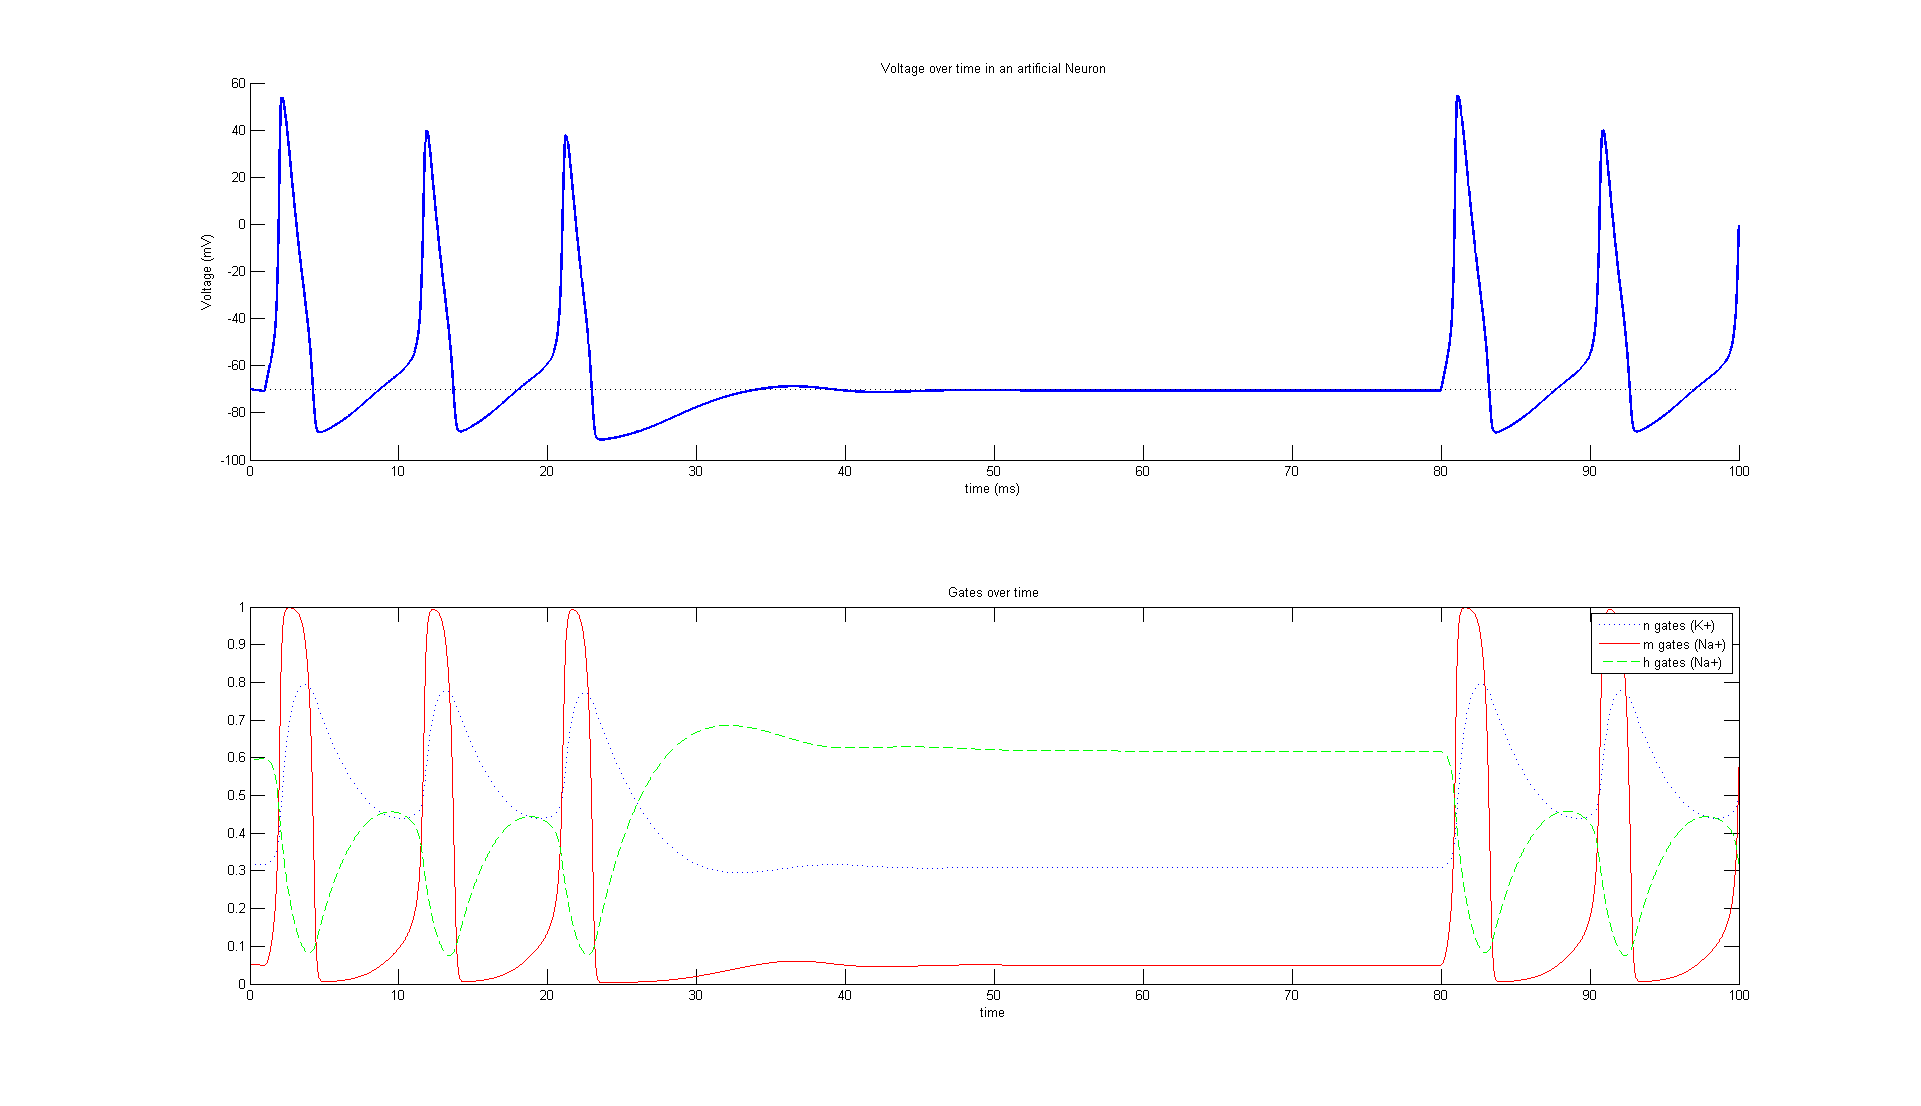 Voltage over time in an artificial Neuron
60
40
20
0
-20
-40
-60
-80
-100
Voltage (mV)
0 10 20 30 40 50 60 70 80 90 100
time (ms)
Gates over time
1
0.9
0.8
0.7
0.6
0.5
0.4
0.3
0.2
0.1
0
n gates (K+)
m gates (Na+)
h gates (Na+)
0 10 20 30 40 50 60 70 80 90 100
time